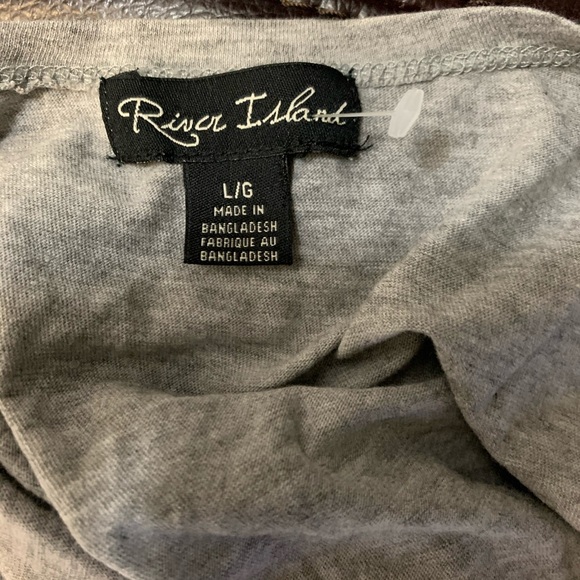 River Island
L/G
MADE IN
BANGLADESH
FABRIQUE AU
BANGLADESH